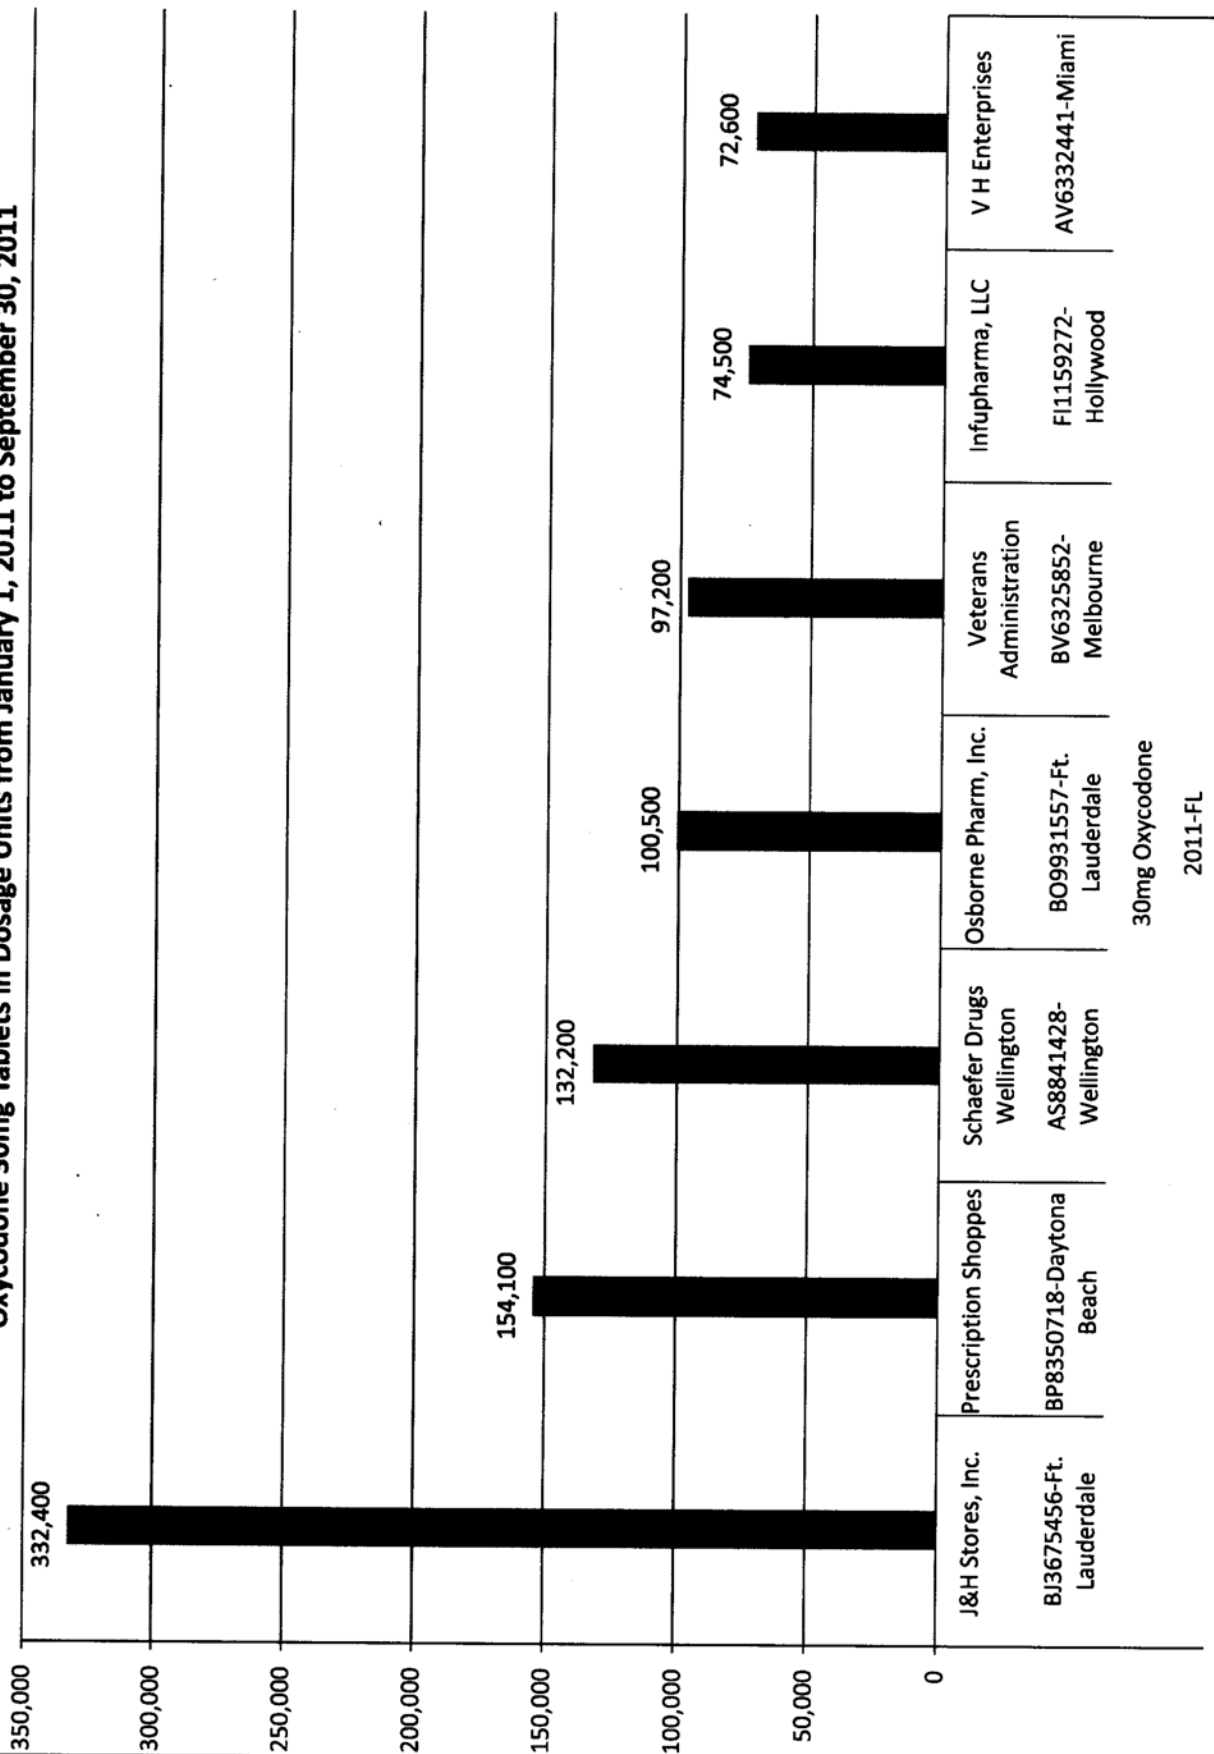 Oxycodone 30mg Tablets in Dosage Units from January 1, 2011 to September 30, 2011
350,000
300,000
250,000
200,000
150,000
100,000
50,000
0
332,400
154,100
132,200
100,500
97,200
74,500
72,600
J&H Stores, Inc.
BJ3675456-Ft.
Lauderdale
Prescription Shoppes
BP8350718-Daytona
Beach
Schaefer Drugs
Wellington
AS8841428-
Wellington
Osborne Pharm, Inc.
BO9931557-Ft.
Lauderdale
Veterans
Administration
BV6325852-
Melbourne
Infupharma, LLC
FI1159272-
Hollywood
V H Enterprises
AV6332441-Miami
30mg Oxycodone
2011-FL